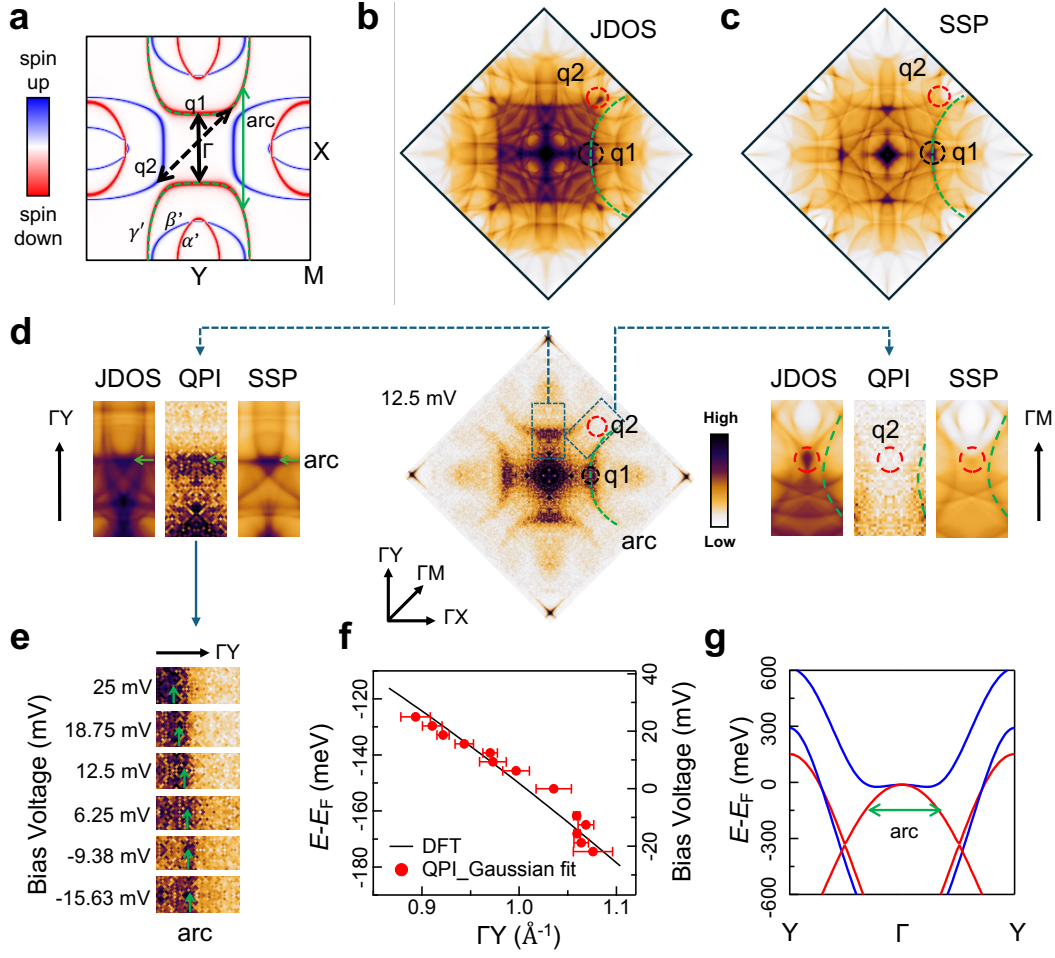 a
spin
up
spin
down
q1
q2
Γ
arc
X
γ′
β'
α'
Y
M
b
JDOS
q2
q1
c
SSP
q2
q1
d
JDOS
QPI
SSP
ΓY
arc
12.5 mV
q2
q1
arc
ΓY
ΓM
ΓX
High
Low
JDOS
QPI
SSP
q2
ΓM
e
ΓY
Bias Voltage (mV)
25 mV
18.75 mV
12.5 mV
6.25 mV
-9.38 mV
-15.63 mV
arc
f
E-EF (meV)
-120
-140
-160
-180
40
20
0
-20
Bias Voltage (mV)
DFT
QPI_Gaussian fit
0.9
1.0
1.1
ΓY (Å-1)
g
E-EF (meV)
600
300
0
-300
-600
arc
Y
Γ
Y